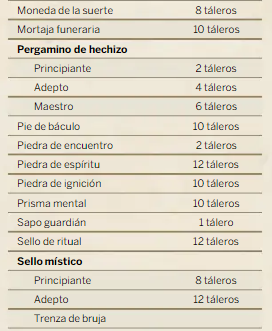 Moneda de la suerte 8 táleros
Mortaja funeraria 10 táleros
Pergamino de hechizo
Principiante 2 táleros
Adepto 4 táleros
Maestro 6 táleros
Pie de báculo 10 táleros
Piedra de encuentro 2 táleros
Piedra de espíritu 12 táleros
Piedra de ignición 10 táleros
Prisma mental 10 táleros
Sapo guardián 1 tálero
Sello de ritual 12 táleros
Sello místico
Principiante 8 táleros
Adepto 12 táleros
Trenza de bruja